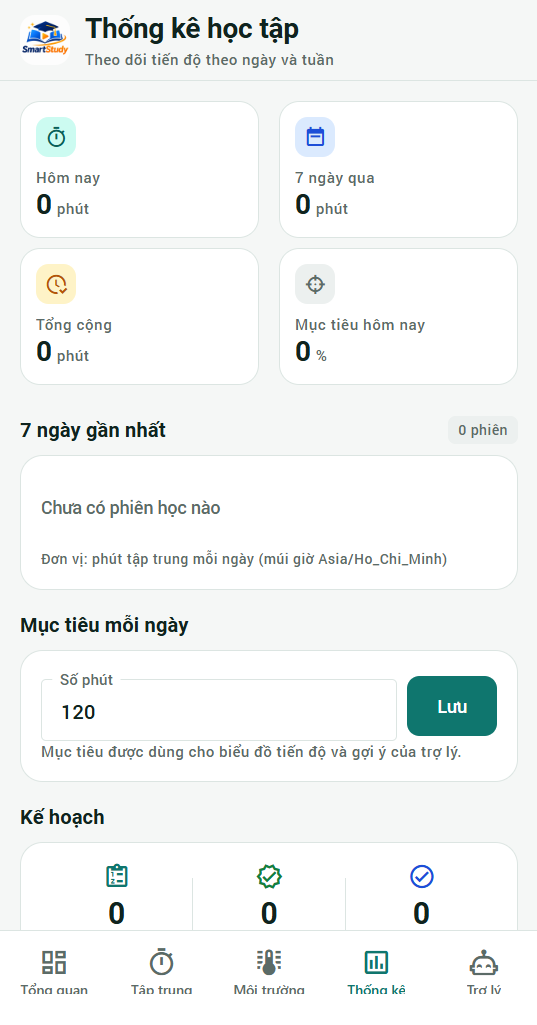 SmartStudy
Thống kê học tập
Theo dõi tiến độ theo ngày và tuần
Hôm nay
0 phút
7 ngày qua
0 phút
Tổng cộng
0 phút
Mục tiêu hôm nay
0 %
7 ngày gần nhất
0 phiên
Chưa có phiên học nào
Đơn vị: phút tập trung mỗi ngày (múi giờ Asia/Ho_Chi_Minh)
Mục tiêu mỗi ngày
Số phút
120
Lưu
Mục tiêu được dùng cho biểu đồ tiến độ và gợi ý của trợ lý.
Kế hoạch
0
0
0
Tổng quan
Tập trung
Môi trường
Thống kê
Trợ lý